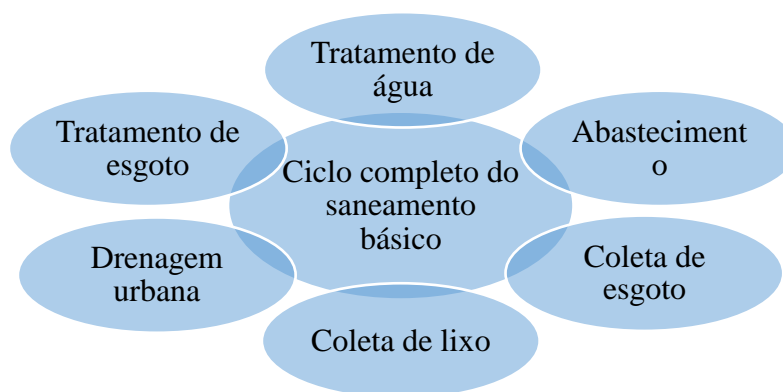 Tratamento de
água
Abasteciment
o
Coleta de
esgoto
Coleta de lixo
Drenagem
urbana
Tratamento de
esgoto
Ciclo completo do
saneamento
básico